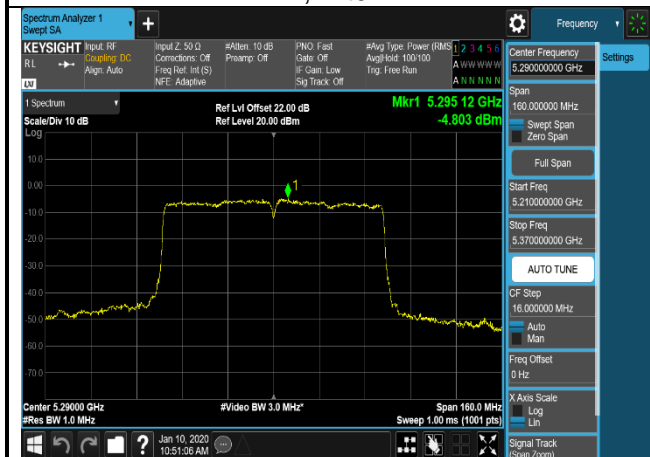 Spectrum Analyzer 1
Swept SA
+
Frequency
KEYSIGHT
RL
LXI
Input: RF
Coupling: DC
Align: Auto
Input Z: 50 Ω
Corrections: Off
Freq Ref: Int (S)
NFE: Adaptive
#Atten: 10 dB
Preamp: Off
PNO: Fast
Gate: Off
IF Gain: Low
Sig Track: Off
#Avg Type: Power (RMS
Avg|Hold: 100/100
Trig: Free Run
1 2 3 4 5 6
A W W W W W
A N N N N N
1 Spectrum
Scale/Div 10 dB
Log
Ref Lvl Offset 22.00 dB
Ref Level 20.00 dBm
Mkr1 5.295 12 GHz
-4.803 dBm
10.0
0.00
-10.0
-20.0
-30.0
-40.0
-50.0
-60.0
-70.0
1
Center 5.29000 GHz
#Res BW 1.0 MHz
#Video BW 3.0 MHz*
Span 160.0 MHz
Sweep 1.00 ms (1001 pts)
Center Frequency
5.290000000 GHz
Span
160.000000 MHz
Swept Span
Zero Span
Full Span
Start Freq
5.210000000 GHz
Stop Freq
5.370000000 GHz
AUTO TUNE
CF Step
16.000000 MHz
Auto
Man
Freq Offset
0 Hz
X Axis Scale
Log
Lin
Signal Track
(Span Zoom)
Settings
?
Jan 10, 2020
10:51:06 AM